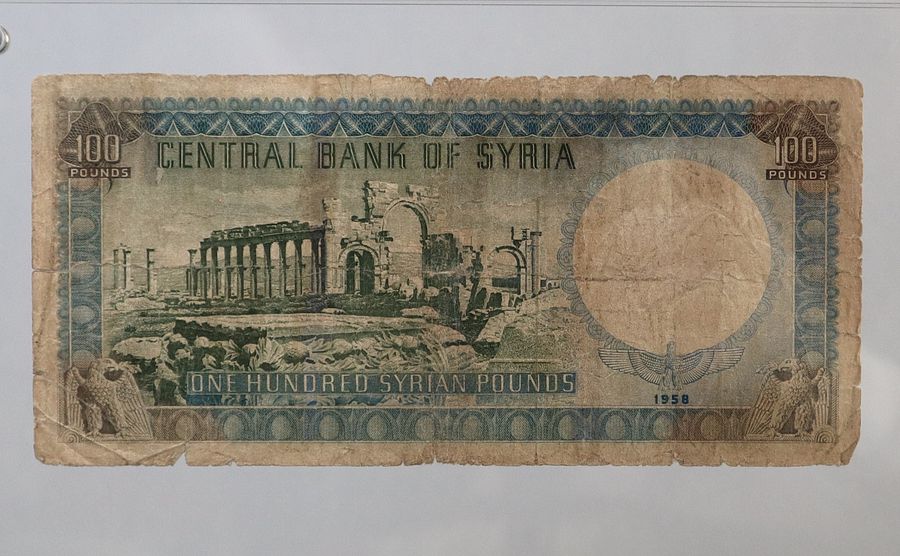 100 CENTRAL BANK OF SYRIA 100
POUNDS POUNDS
ONE HUNDRED SYRIAN POUNDS
1958